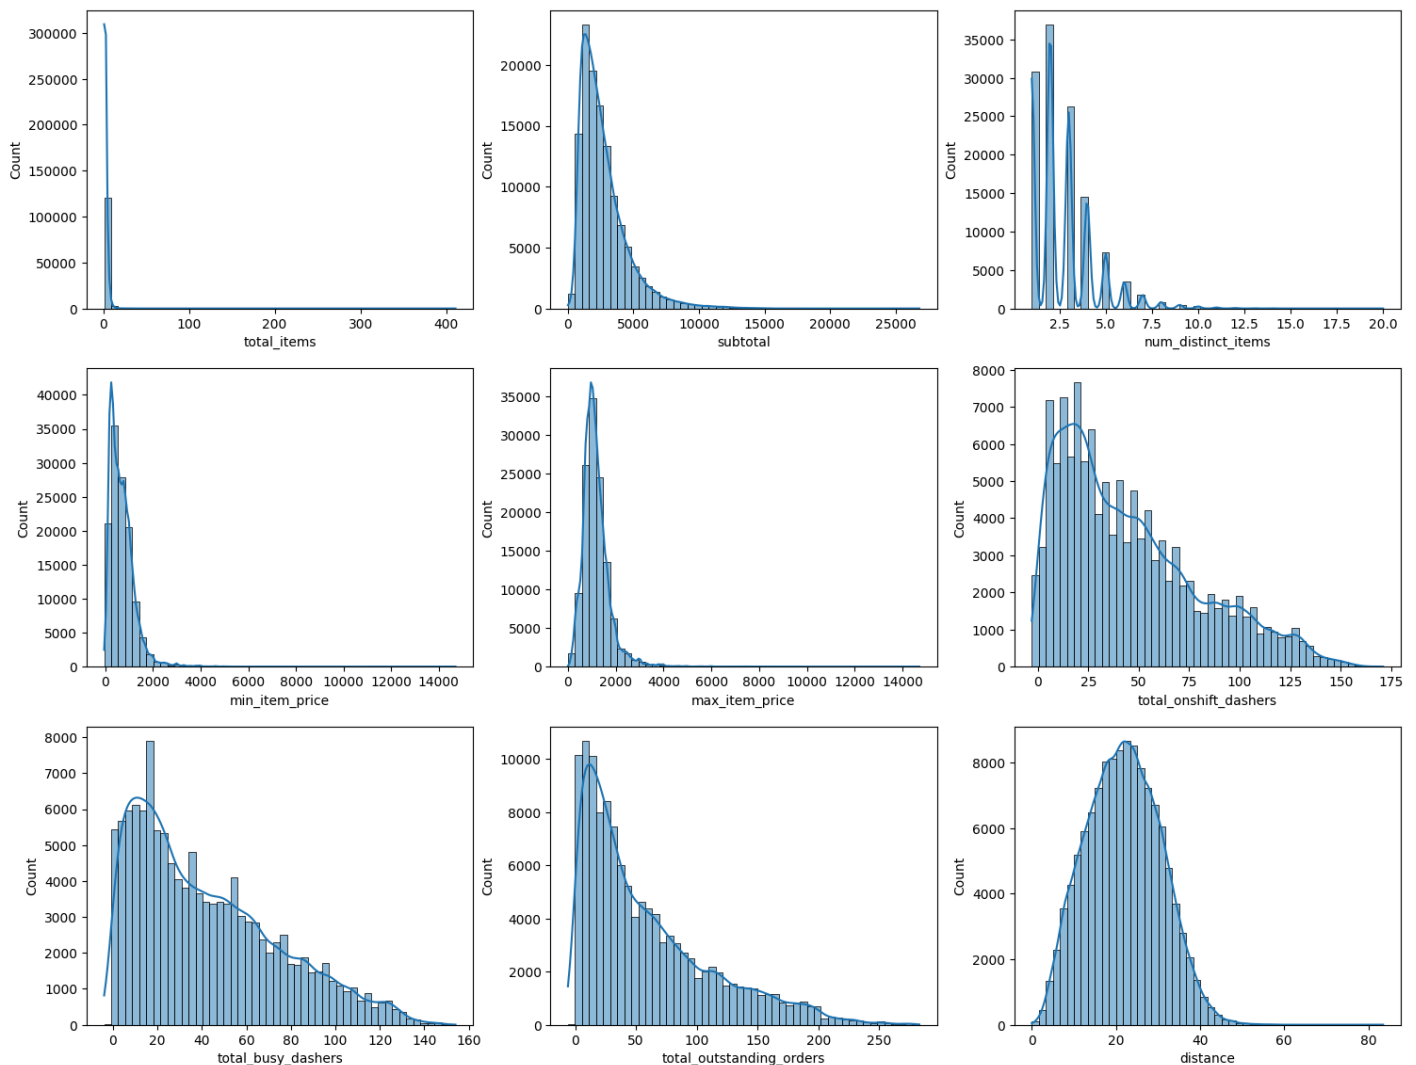 300000
250000
200000
150000
100000
50000
0
Count
0 100 200 300 400
total_items
20000
15000
10000
5000
0
Count
0 5000 10000 15000 20000 25000
subtotal
35000
30000
25000
20000
15000
10000
5000
0
Count
2.5 5.0 7.5 10.0 12.5 15.0 17.5 20.0
num_distinct_items
40000
35000
30000
25000
20000
15000
10000
5000
0
Count
0 2000 4000 6000 8000 10000 12000 14000
min_item_price
35000
30000
25000
20000
15000
10000
5000
0
Count
0 2000 4000 6000 8000 10000 12000 14000
max_item_price
8000
7000
6000
5000
4000
3000
2000
1000
0
Count
0 25 50 75 100 125 150 175
total_onshift_dashers
8000
7000
6000
5000
4000
3000
2000
1000
0
Count
0 20 40 60 80 100 120 140 160
total_busy_dashers
10000
8000
6000
4000
2000
0
Count
0 50 100 150 200 250
total_outstanding_orders
8000
6000
4000
2000
0
Count
0 20 40 60 80
distance